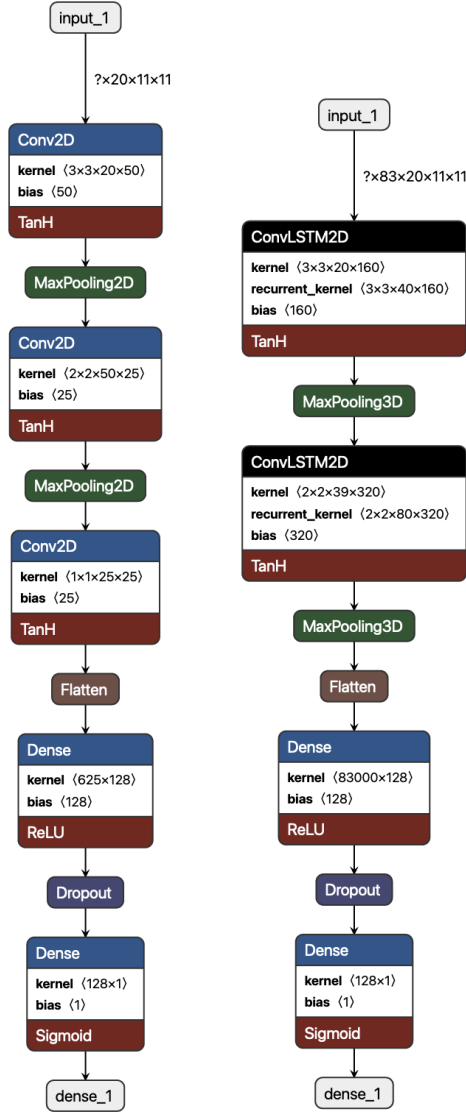 input_1
?×20×11×11
Conv2D
kernel ⟨3×3×20×50⟩
bias ⟨50⟩
TanH
MaxPooling2D
Conv2D
kernel ⟨2×2×50×25⟩
bias ⟨25⟩
TanH
MaxPooling2D
Conv2D
kernel ⟨1×1×25×25⟩
bias ⟨25⟩
TanH
Flatten
Dense
kernel ⟨625×128⟩
bias ⟨128⟩
ReLU
Dropout
Dense
kernel ⟨128×1⟩
bias ⟨1⟩
Sigmoid
dense_1
input_1
?×83×20×11×11
ConvLSTM2D
kernel ⟨3×3×20×160⟩
recurrent_kernel ⟨3×3×40×160⟩
bias ⟨160⟩
TanH
MaxPooling3D
ConvLSTM2D
kernel ⟨2×2×39×320⟩
recurrent_kernel ⟨2×2×80×320⟩
bias ⟨320⟩
TanH
MaxPooling3D
Flatten
Dense
kernel ⟨83000×128⟩
bias ⟨128⟩
ReLU
Dropout
Dense
kernel ⟨128×1⟩
bias ⟨1⟩
Sigmoid
dense_1